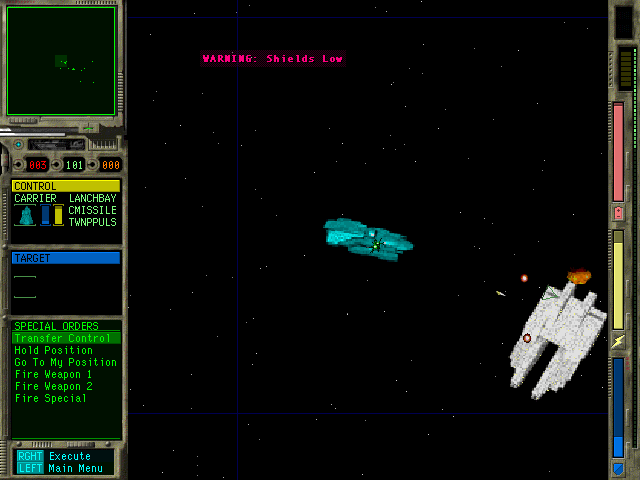 WARNING: Shields Low
003 101 000
CONTROL
CARRIER LANCHBAY
CMISSILE
TWNPPULS
TARGET
SPECIAL ORDERS
Transfer Control
Hold Position
Go To My Position
Fire Weapon 1
Fire Weapon 2
Fire Special
RGHT Execute
LEFT Main Menu